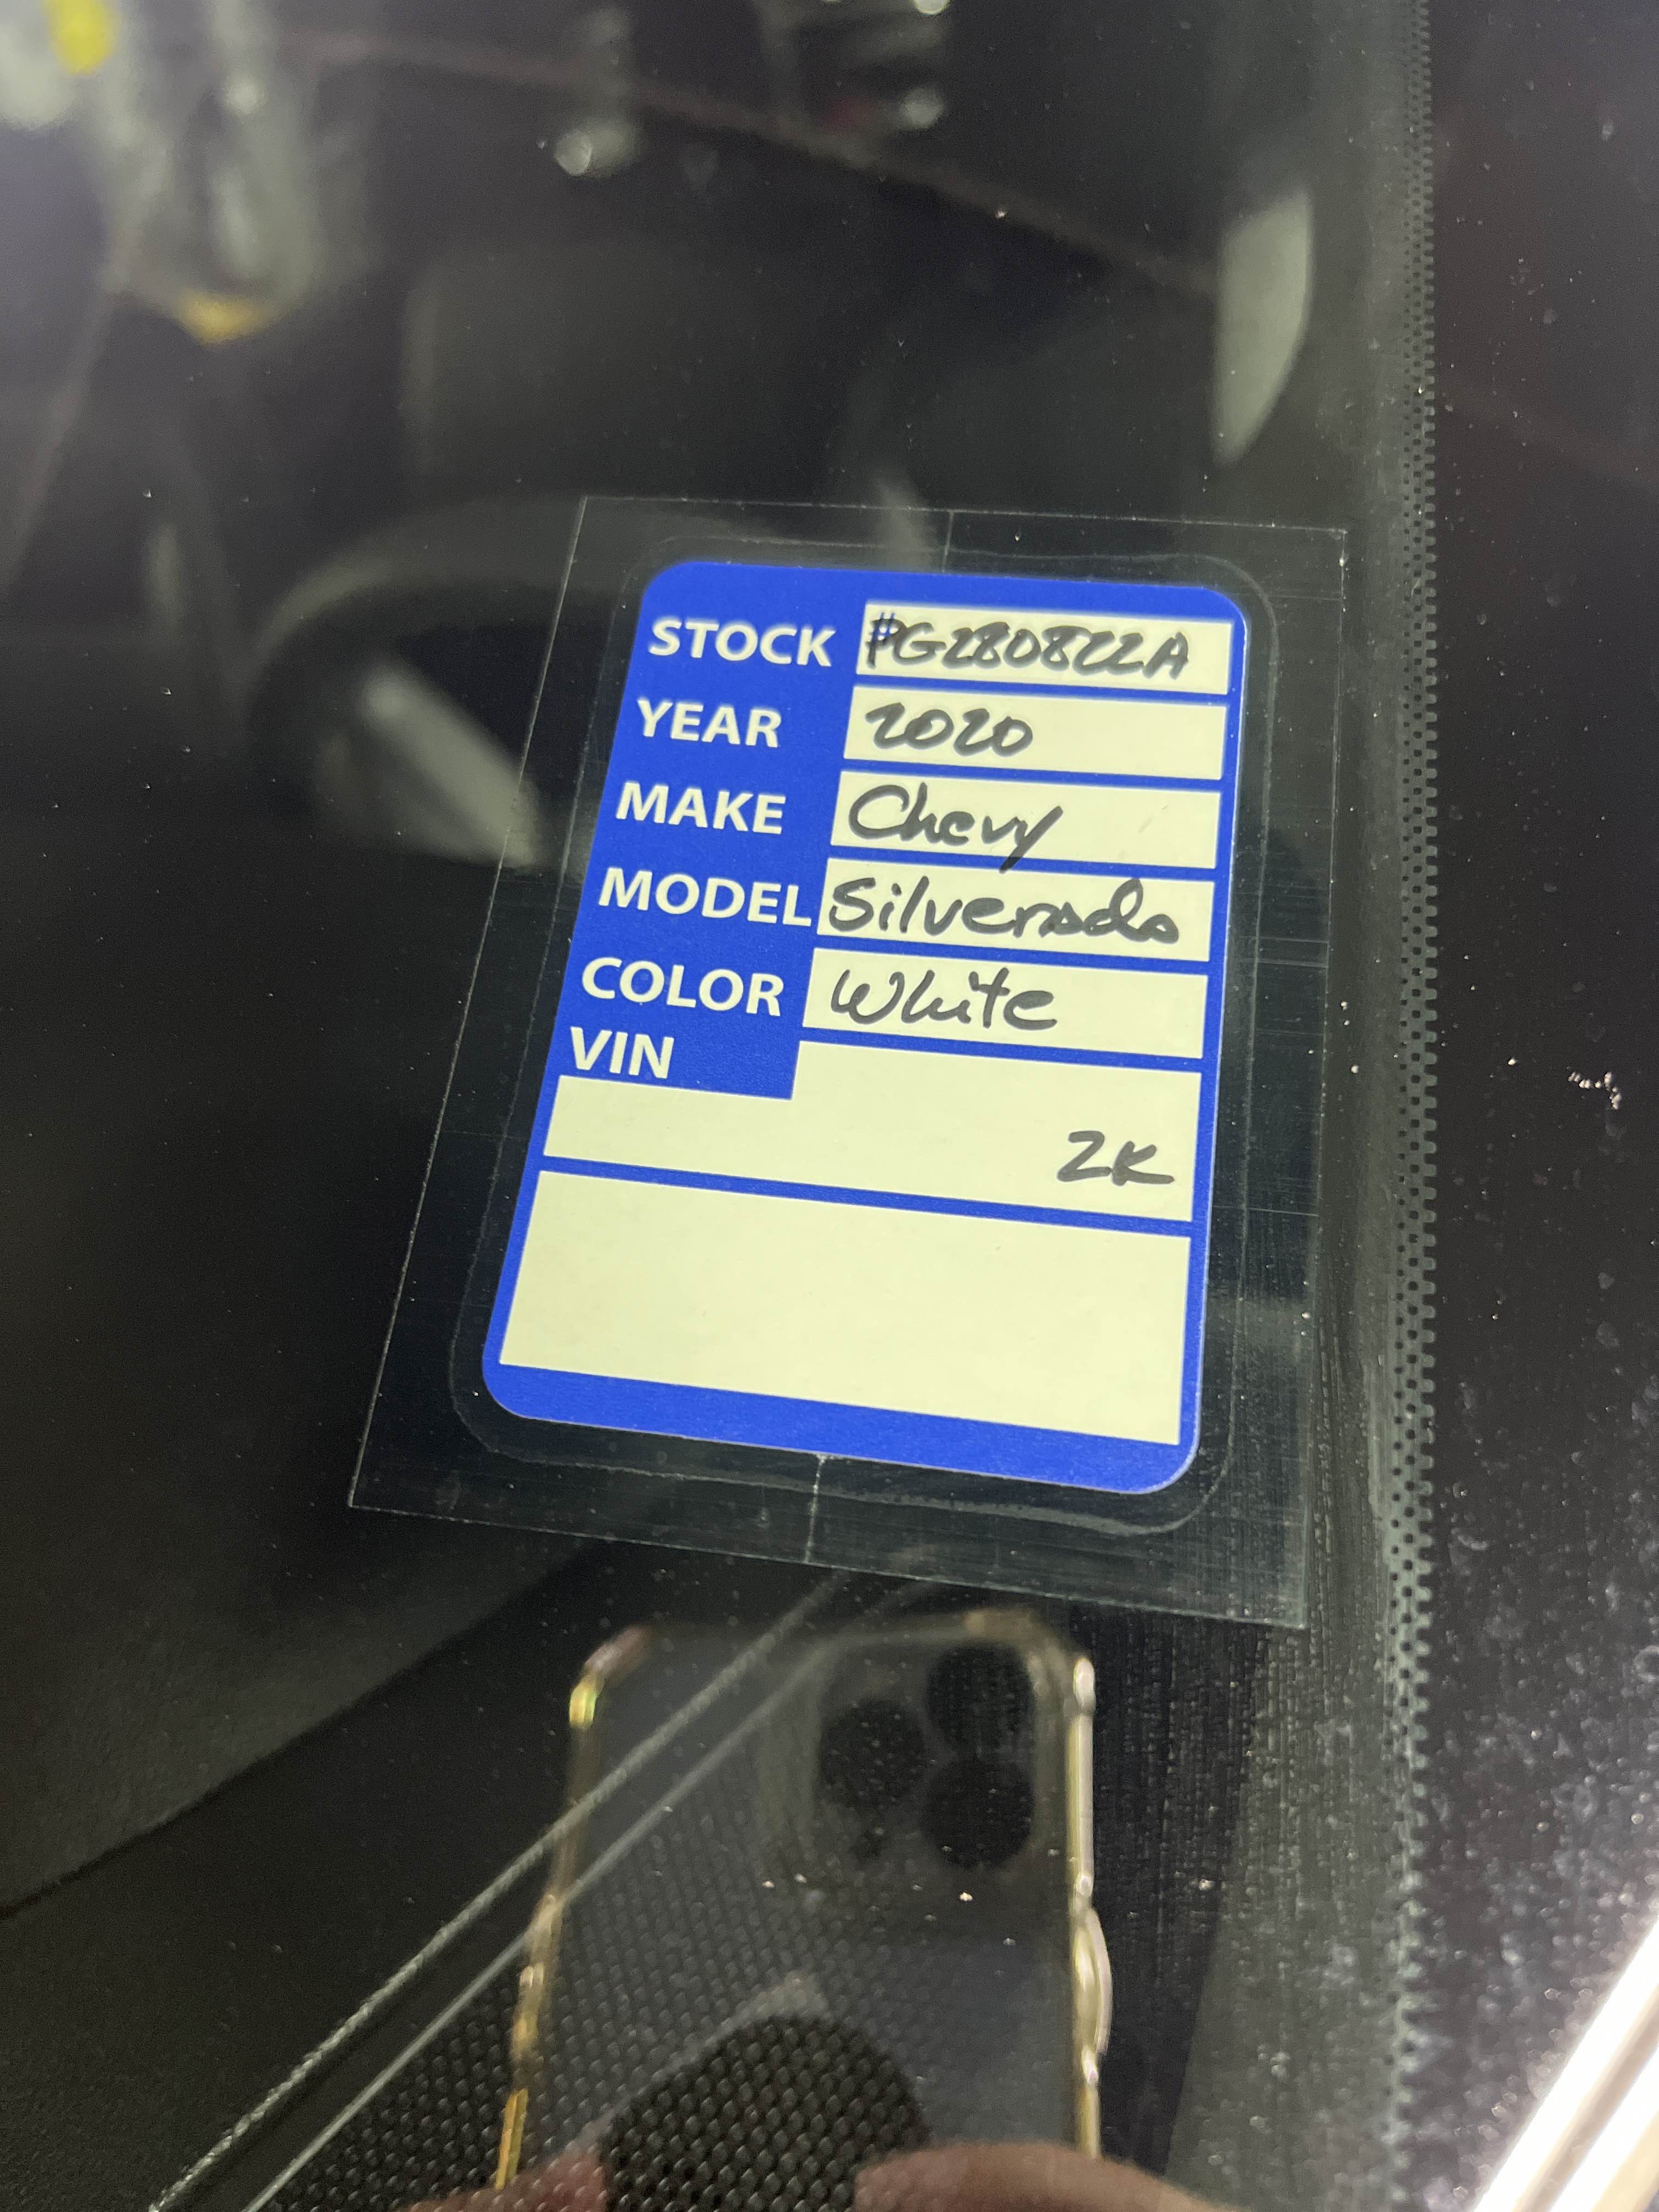 STOCK #PG280822A
YEAR 2020
MAKE Chevy
MODEL Silverado
COLOR White
VIN
2K